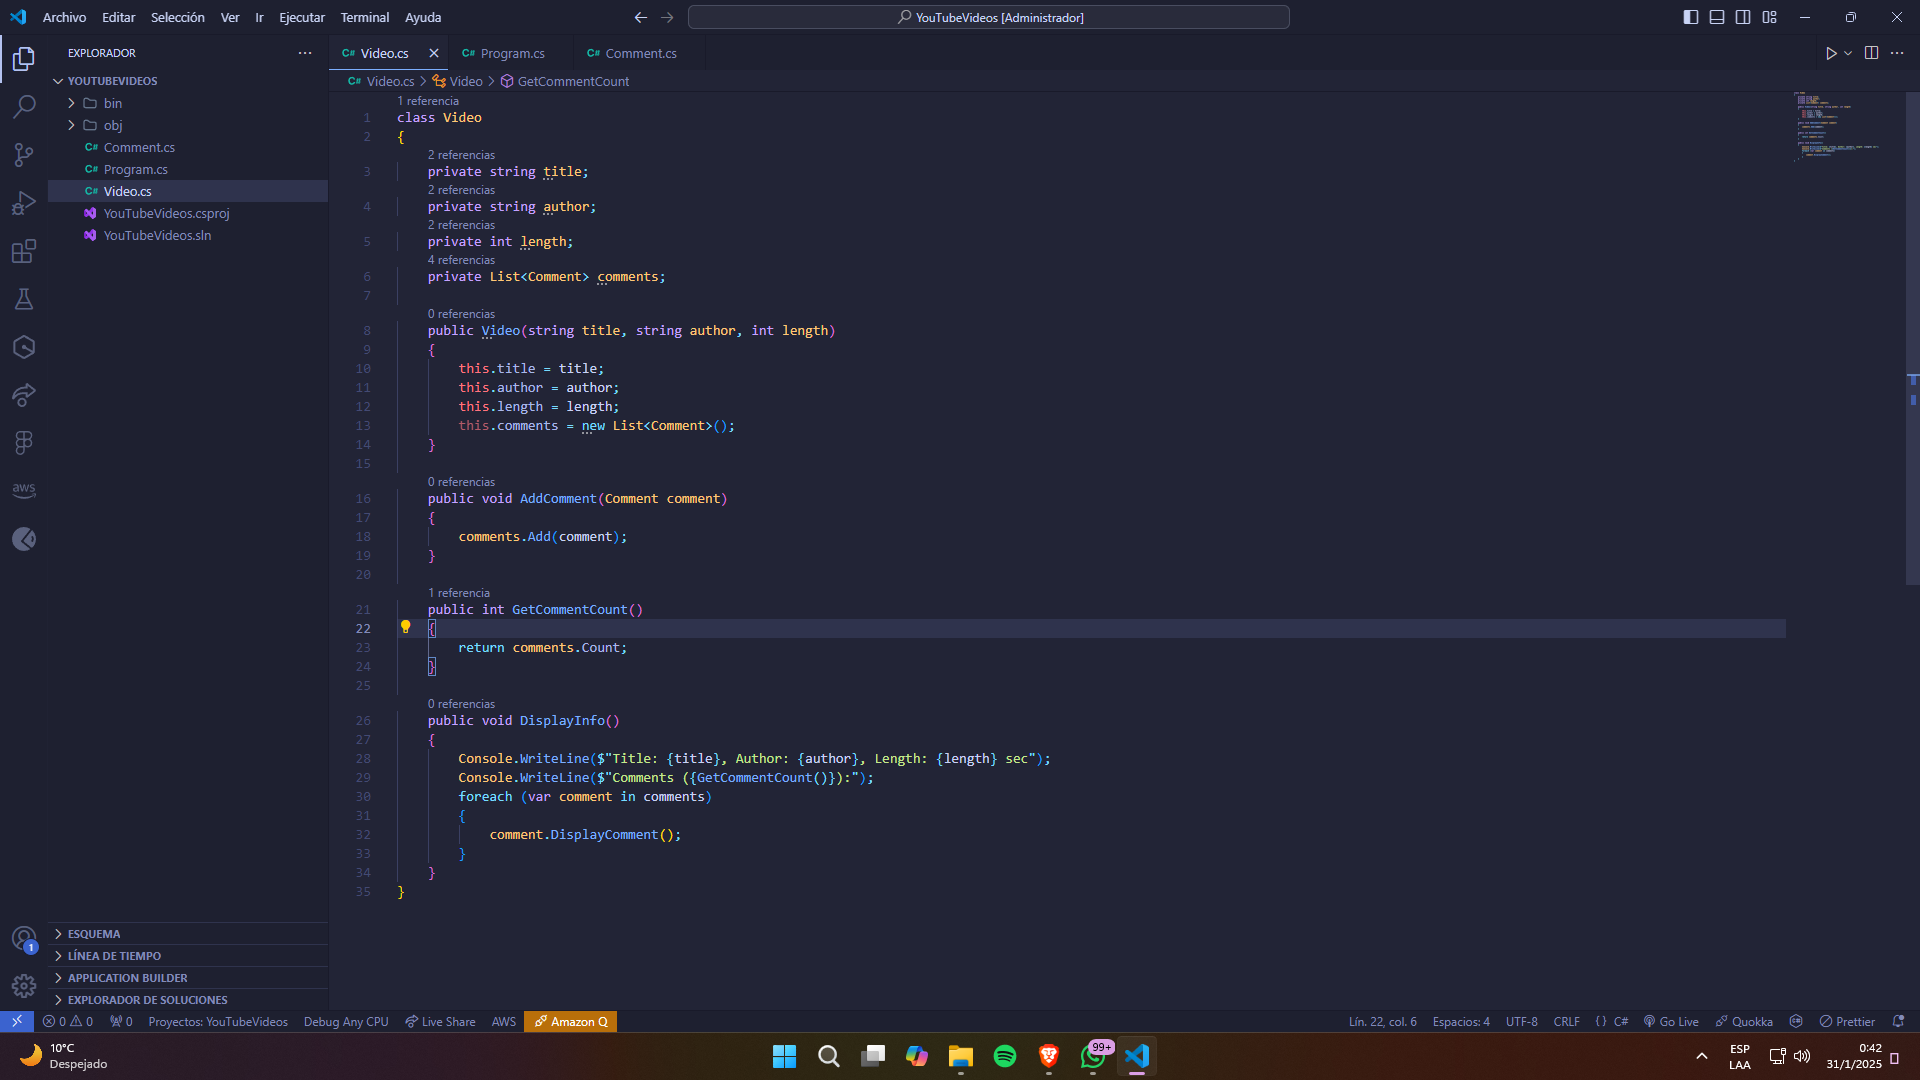 Archivo Editar Selección Ver Ir Ejecutar Terminal Ayuda
YouTubeVideos [Administrador]
EXPLORADOR
YOUTUBEVIDEOS
bin
obj
C# Comment.cs
C# Program.cs
C# Video.cs
YouTubeVideos.csproj
YouTubeVideos.sln
ESQUEMA
LÍNEA DE TIEMPO
APPLICATION BUILDER
EXPLORADOR DE SOLUCIONES
aws
1
C# Video.cs C# Program.cs C# Comment.cs
C# Video.cs > Video > GetCommentCount
1 referencia
1 class Video
2 {
2 referencias
3 private string title;
2 referencias
4 private string author;
2 referencias
5 private int length;
4 referencias
6 private List<Comment> comments;
7
0 referencias
8 public Video(string title, string author, int length)
9 {
10 this.title = title;
11 this.author = author;
12 this.length = length;
13 this.comments = new List<Comment>();
14 }
15
0 referencias
16 public void AddComment(Comment comment)
17 {
18 comments.Add(comment);
19 }
20
1 referencia
21 public int GetCommentCount()
22 {
23 return comments.Count;
24 }
25
0 referencias
26 public void DisplayInfo()
27 {
28 Console.WriteLine($"Title: {title}, Author: {author}, Length: {length} sec");
29 Console.WriteLine($"Comments ({GetCommentCount()}):");
30 foreach (var comment in comments)
31 {
32 comment.DisplayComment();
33 }
34 }
35 }
0 0 0 Proyectos: YouTubeVideos Debug Any CPU Live Share AWS Amazon Q Lín. 22, col. 6 Espacios: 4 UTF-8 CRLF { } C# Go Live Quokka Prettier
10°C
Despejado
99+
ESP
LAA
0:42
31/1/2025